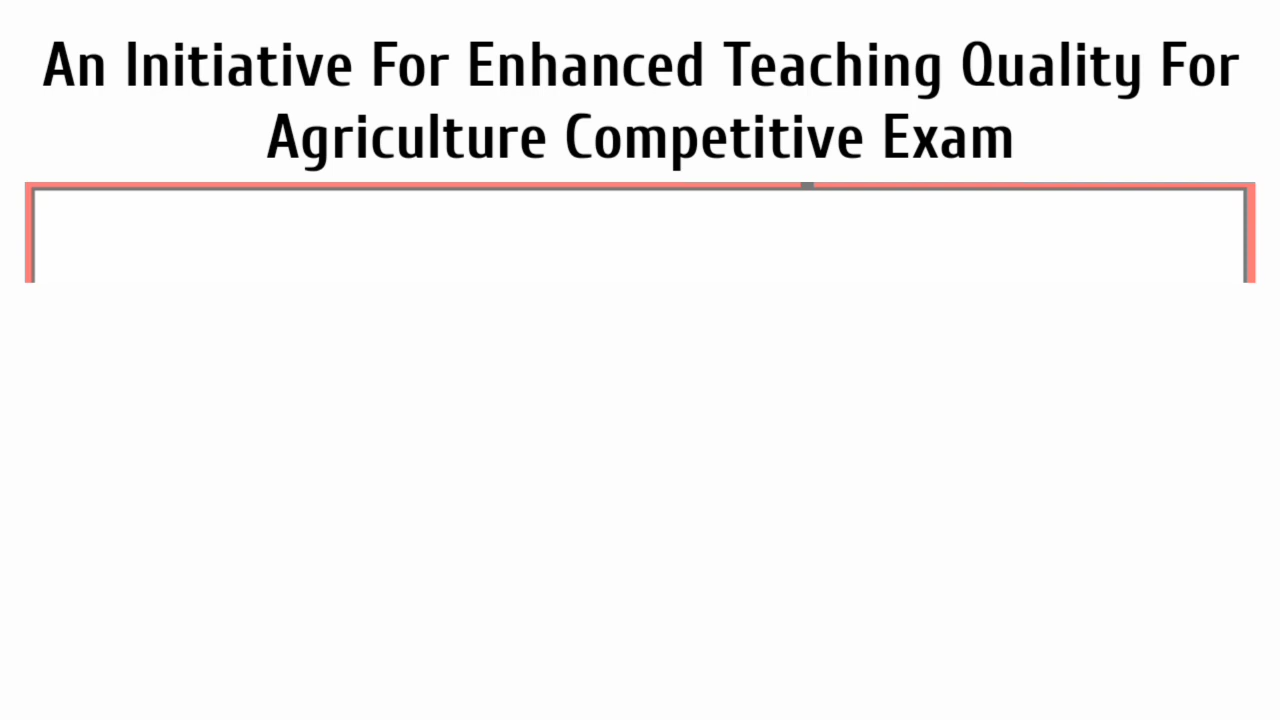 An Initiative For Enhanced Teaching Quality For
Agriculture Competitive Exam